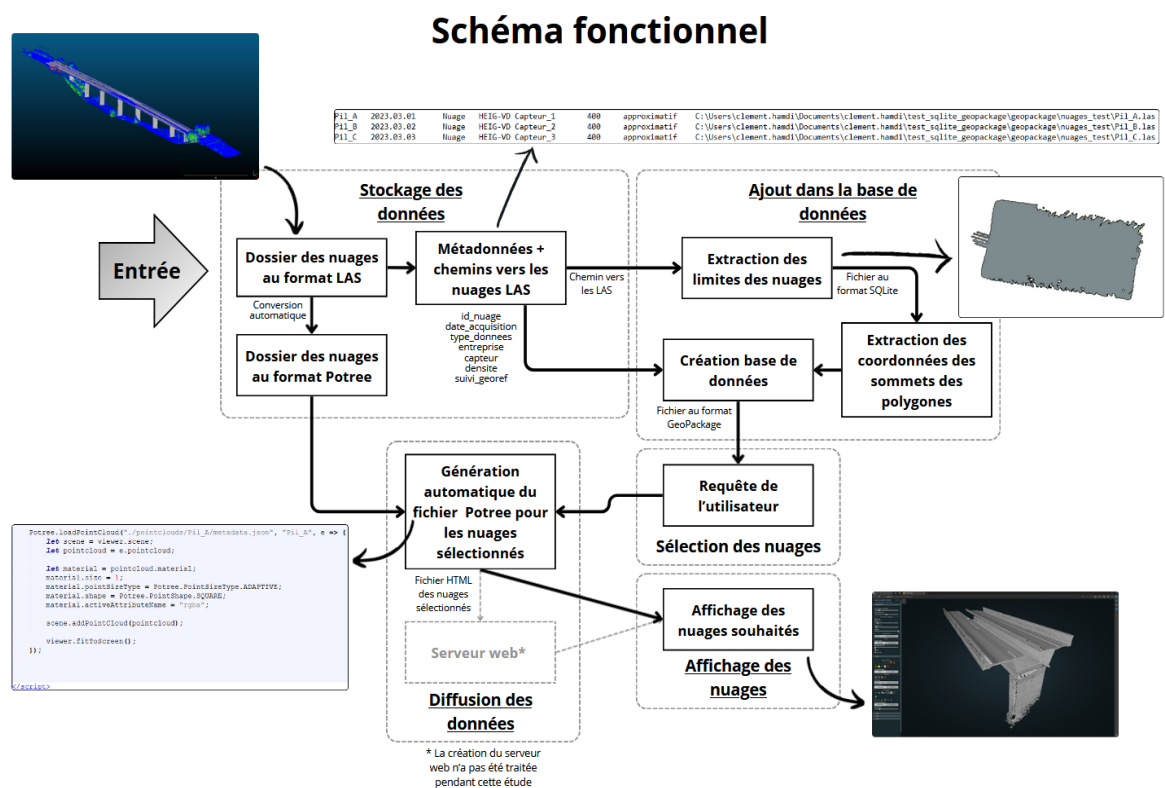 Schéma fonctionnel
Pil_A 2023.03.01 Nuage HEIG-VD Capteur_1 400 approximatif C:\Users\clement.hamdi\Documents\clement.hamdi\test_sqlite_geopackage\geopackage\nuages_test\Pil_A.las
Pil_B 2023.03.02 Nuage HEIG-VD Capteur_2 400 approximatif C:\Users\clement.hamdi\Documents\clement.hamdi\test_sqlite_geopackage\geopackage\nuages_test\Pil_B.las
Pil_C 2023.03.03 Nuage HEIG-VD Capteur_3 400 approximatif C:\Users\clement.hamdi\Documents\clement.hamdi\test_sqlite_geopackage\geopackage\nuages_test\Pil_C.las
Entrée
Stockage des
données
Dossier des nuages
au format LAS
Conversion
automatique
Dossier des nuages
au format Potree
Métadonnées +
chemins vers les
nuages LAS
id_nuage
date_acquisition
type_donnees
entreprise
capteur
densite
suivi_georef
Chemin vers
les LAS
Ajout dans la base de
données
Extraction des
limites des nuages
Fichier au
format SQLite
Extraction des
coordonnées des
sommets des
polygones
Création base de
données
Fichier au format
GeoPackage
Requête de
l’utilisateur
Sélection des nuages
Génération
automatique du
fichier Potree pour
les nuages
sélectionnés
Fichier HTML
des nuages
sélectionnés
Serveur web*
Diffusion des
données
* La création du serveur
web n’a pas été traitée
pendant cette étude
Affichage des
nuages souhaités
Affichage des
nuages
Potree.loadPointCloud("./pointclouds/Pil_A/metadata.json", "Pil_A", e => {
let scene = viewer.scene;
let pointcloud = e.pointcloud;
let material = pointcloud.material;
material.size = 1;
material.pointSizeType = Potree.PointSizeType.ADAPTIVE;
material.shape = Potree.PointShape.SQUARE;
material.activeAttributeName = "rgba";
scene.addPointCloud(pointcloud);
viewer.fitToScreen();
});
</script>